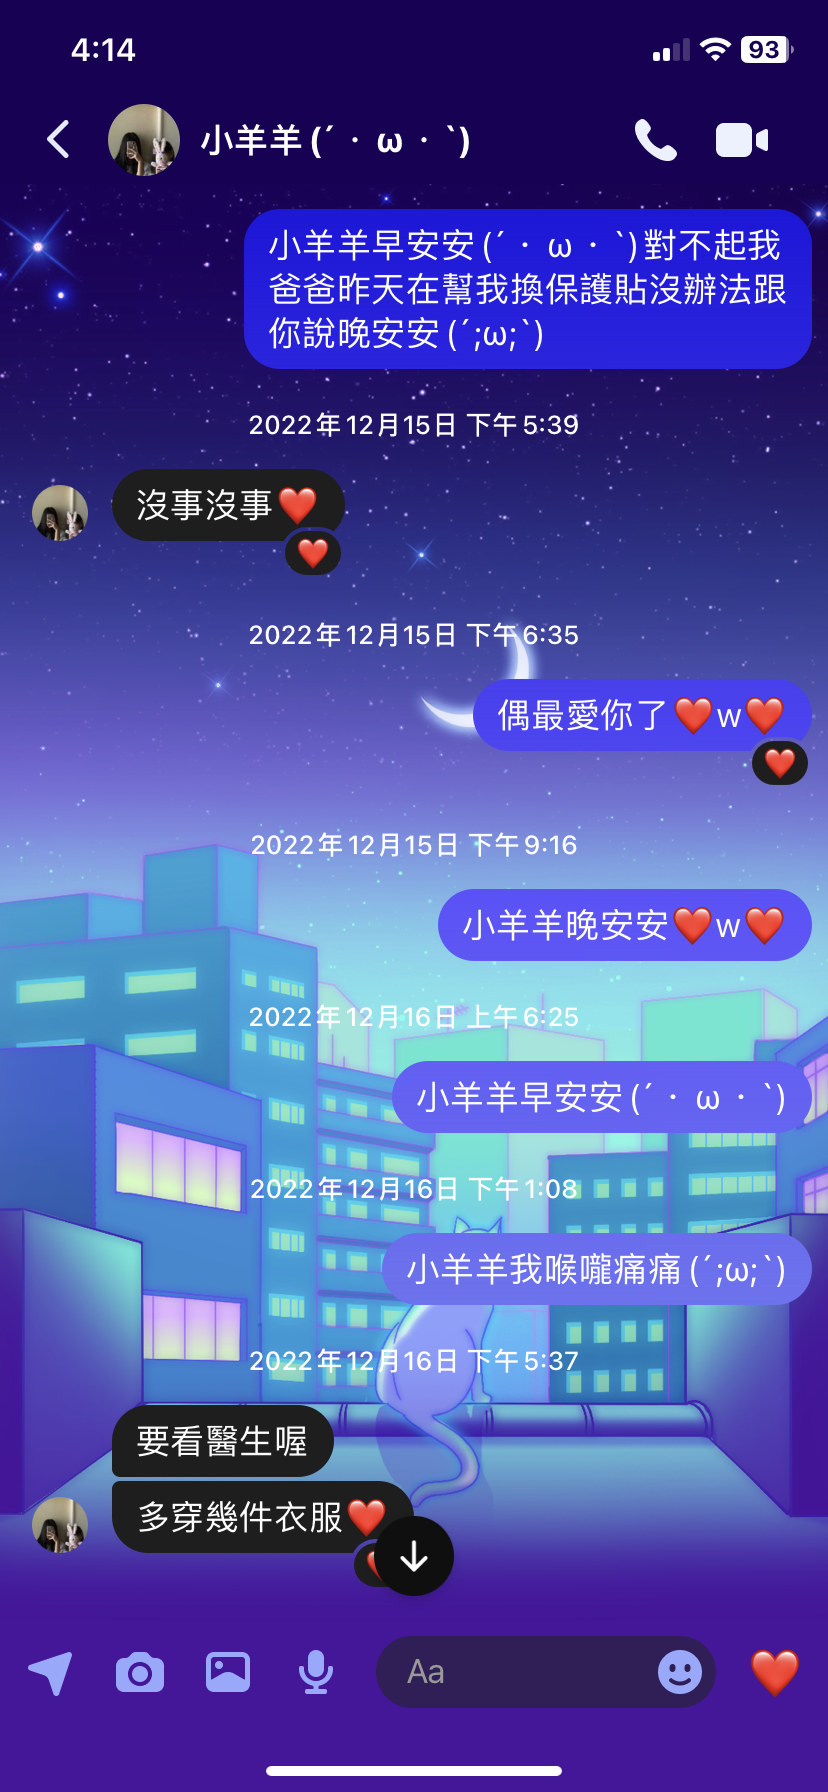 4:14
93
小羊羊(´・ω・`)
小羊羊早安安(´・ω・`)對不起我
爸爸昨天在幫我換保護貼沒辦法跟
你說晚安安(´;ω;`)
2022年12月15日 下午5:39
沒事沒事❤️
❤️
2022年12月15日 下午6:35
偶最愛你了❤️w❤️
❤️
2022年12月15日 下午9:16
小羊羊晚安安❤️w❤️
2022年12月16日 上午6:25
小羊羊早安安(´・ω・`)
2022年12月16日 下午1:08
小羊羊我喉嚨痛痛(´;ω;`)
2022年12月16日 下午5:37
要看醫生喔
多穿幾件衣服❤️
Aa